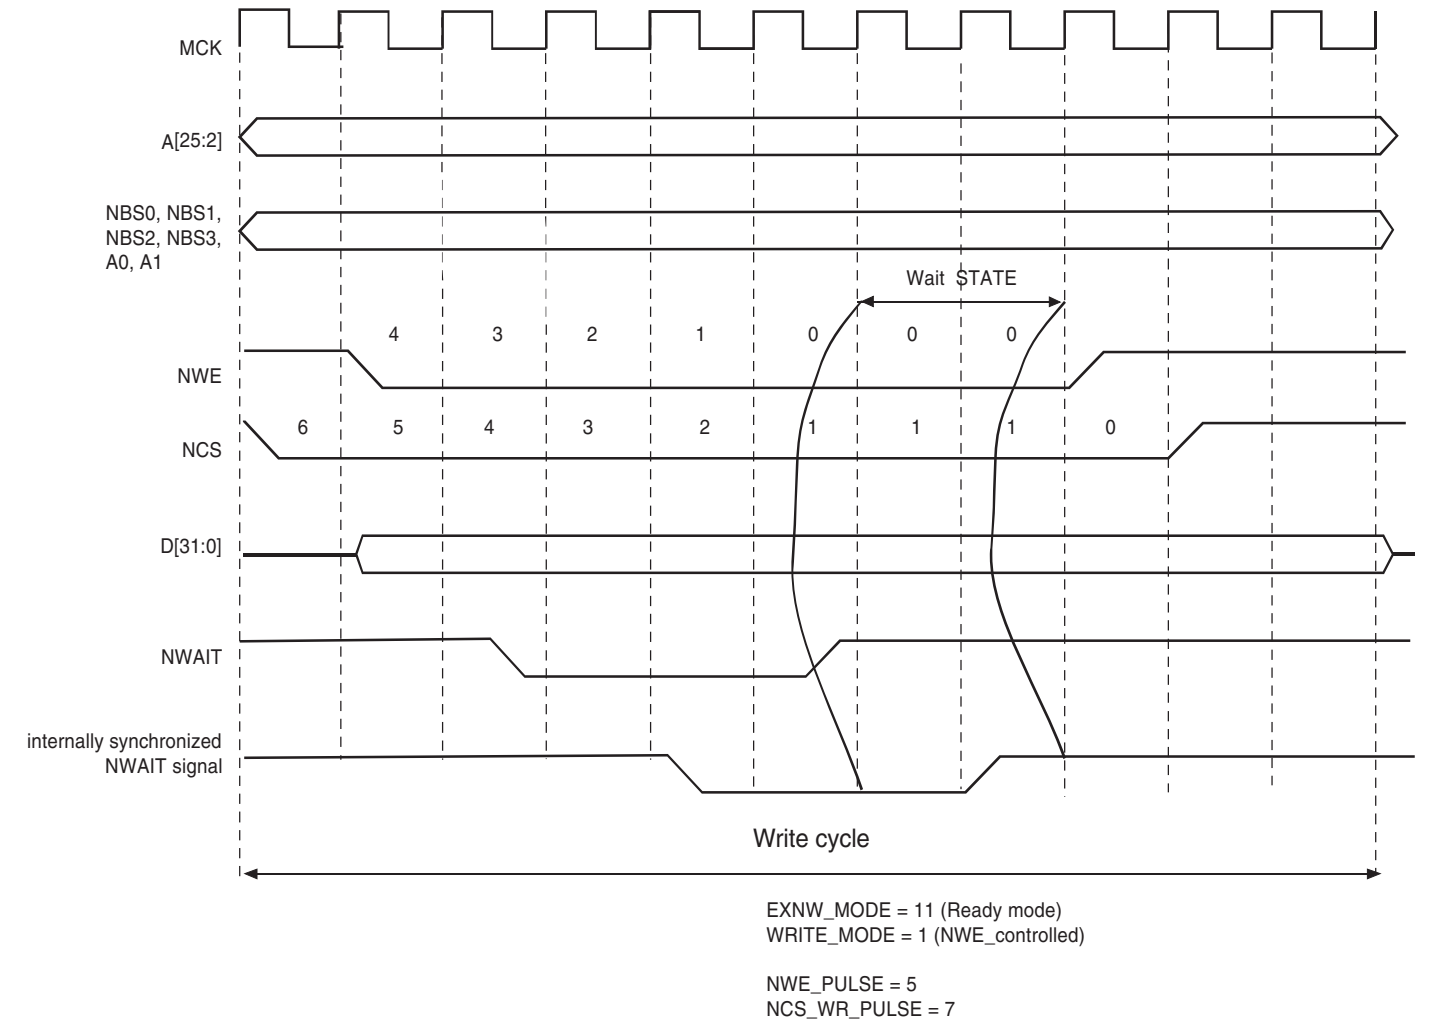 MCK
A[25:2]
NBS0, NBS1,
NBS2, NBS3,
A0, A1
Wait STATE
4 3 2 1 0 0 0
NWE
6 5 4 3 2 1 1 1 0
NCS
D[31:0]
NWAIT
internally synchronized
NWAIT signal
Write cycle
EXNW_MODE = 11 (Ready mode)
WRITE_MODE = 1 (NWE_controlled)
NWE_PULSE = 5
NCS_WR_PULSE = 7